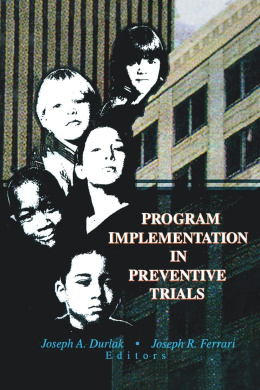 PROGRAM
IMPLEMENTATION
IN
PREVENTIVE
TRIALS
Joseph A. Durlak • Joseph R. Ferrari
Editors